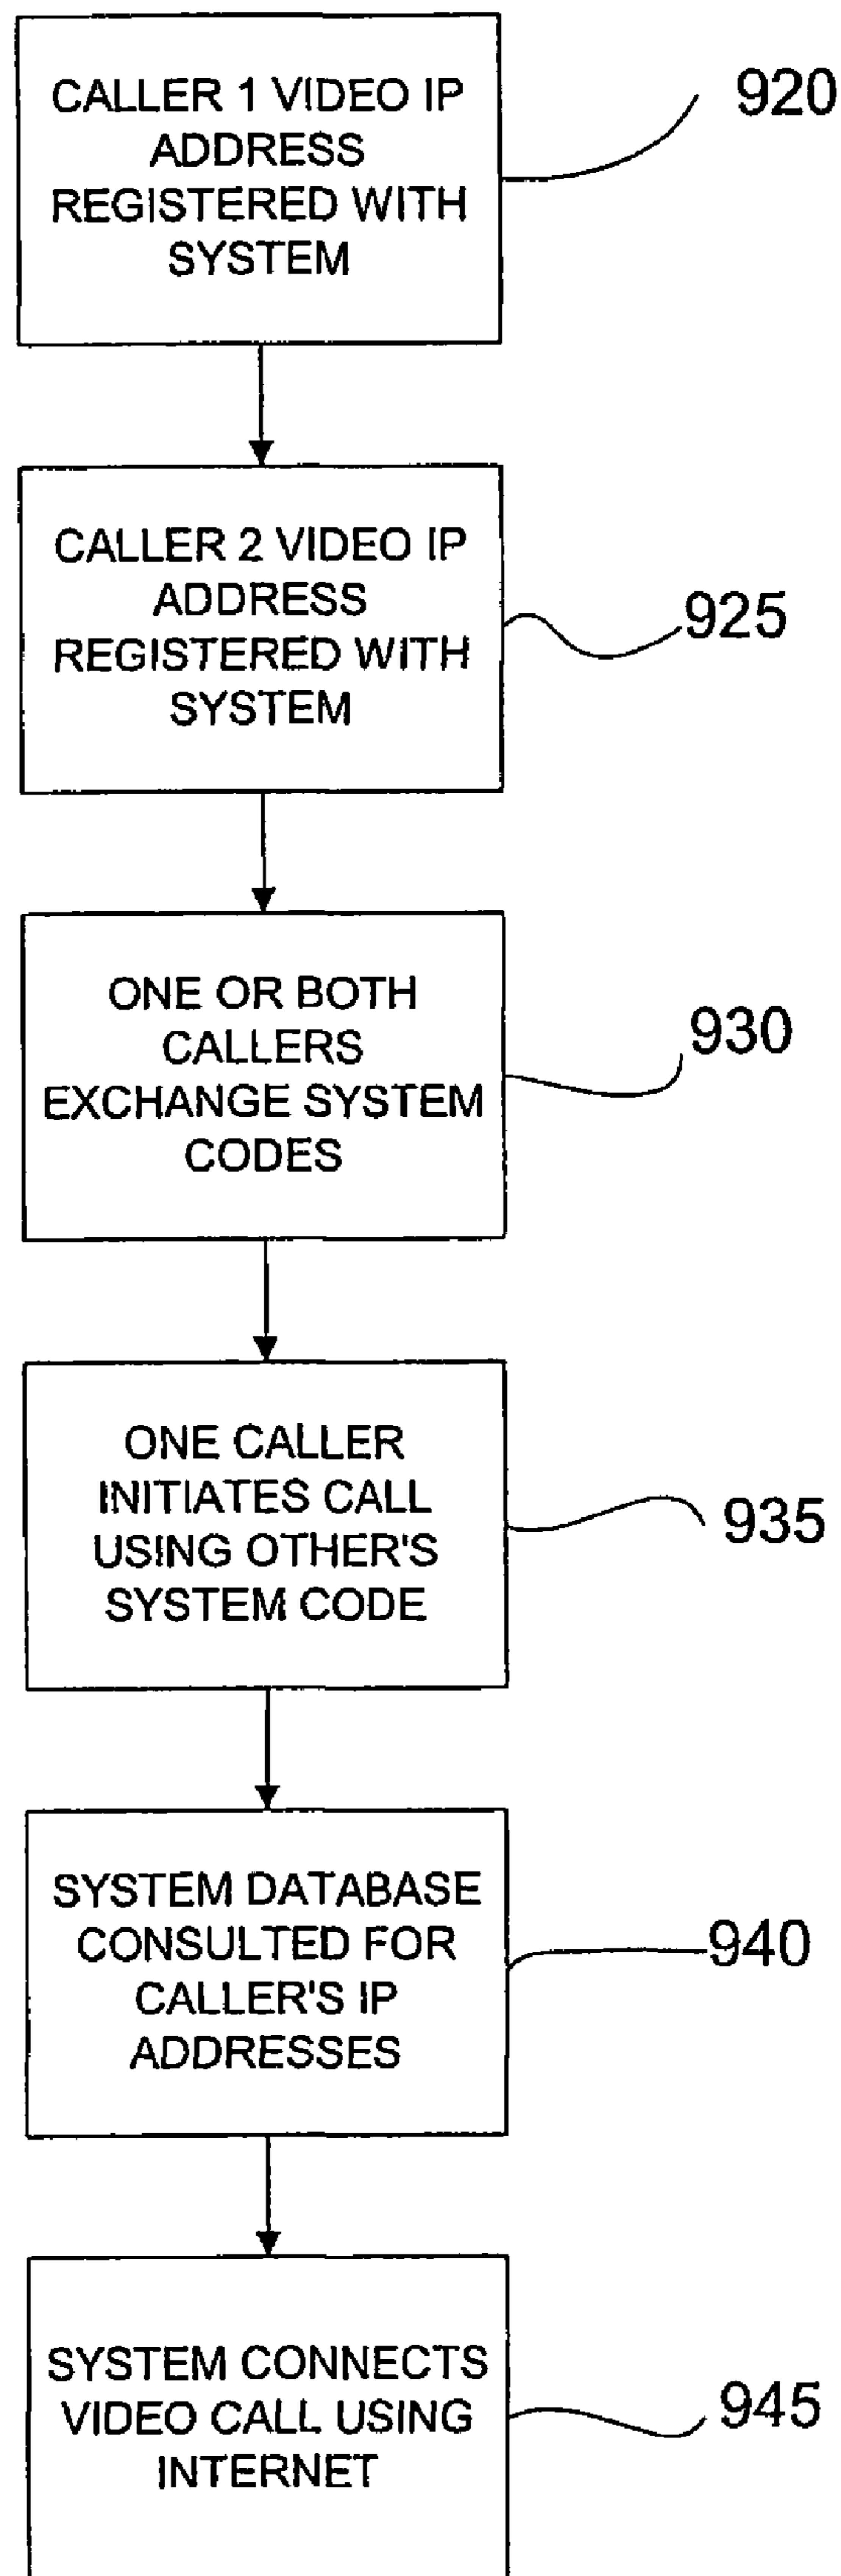 CALLER 1 VIDEO IP
ADDRESS
REGISTERED WITH
SYSTEM
920
CALLER 2 VIDEO IP
ADDRESS
REGISTERED WITH
SYSTEM
925
ONE OR BOTH
CALLERS
EXCHANGE SYSTEM
CODES
930
ONE CALLER
INITIATES CALL
USING OTHER'S
SYSTEM CODE
935
SYSTEM DATABASE
CONSULTED FOR
CALLER'S IP
ADDRESSES
940
SYSTEM CONNECTS
VIDEO CALL USING
INTERNET
945